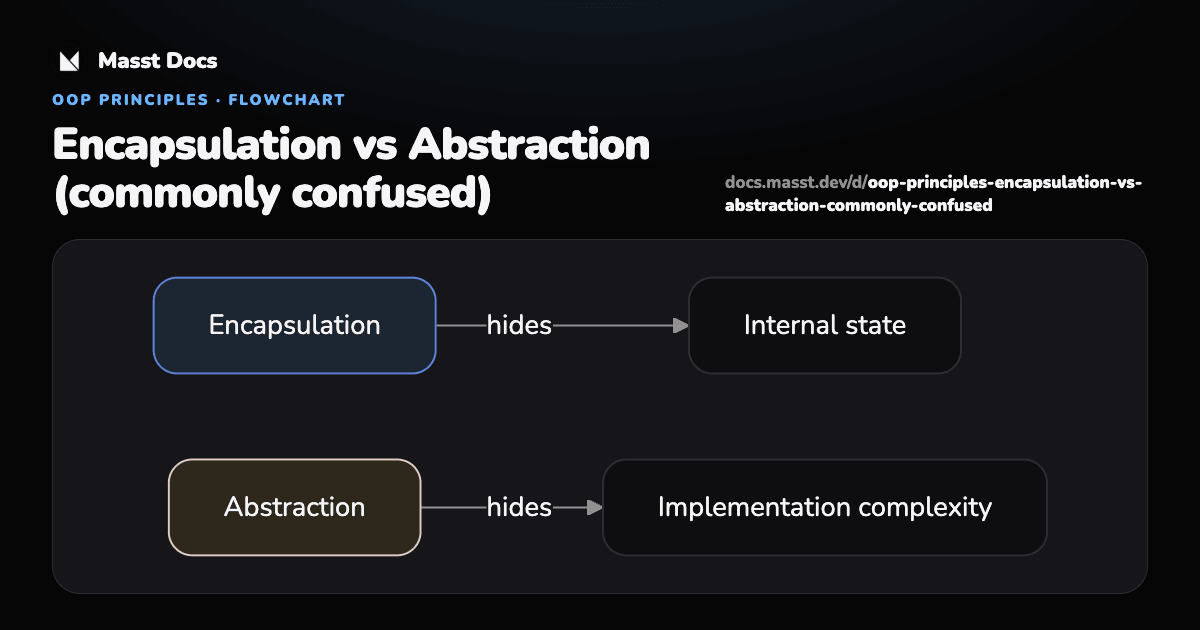 Masst Docs
OOP PRINCIPLES · FLOWCHART
Encapsulation vs Abstraction
(commonly confused)
docs.masst.dev/d/oop-principles-encapsulation-vs-
abstraction-commonly-confused
Encapsulation hides Internal state
Abstraction hides Implementation complexity